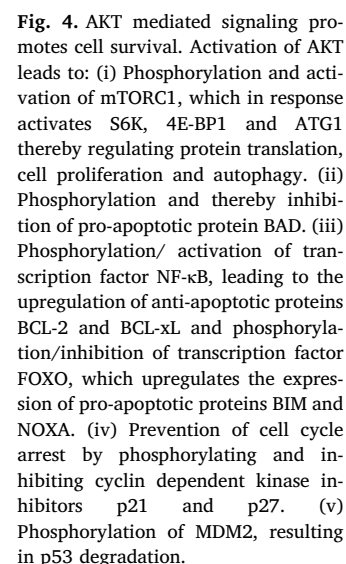 Fig. 4. AKT mediated signaling pro-
motes cell survival. Activation of AKT
leads to: (i) Phosphorylation and acti-
vation of mTORC1, which in response
activates S6K, 4E-BP1 and ATG1
thereby regulating protein translation,
cell proliferation and autophagy. (ii)
Phosphorylation and thereby inhibi-
tion of pro-apoptotic protein BAD. (iii)
Phosphorylation/ activation of tran-
scription factor NF-κB, leading to the
upregulation of anti-apoptotic proteins
BCL-2 and BCL-xL and phosphoryla-
tion/inhibition of transcription factor
FOXO, which upregulates the expres-
sion of pro-apoptotic proteins BIM and
NOXA. (iv) Prevention of cell cycle
arrest by phosphorylating and in-
hibiting cyclin dependent kinase in-
hibitors p21 and p27. (v)
Phosphorylation of MDM2, resulting
in p53 degradation.